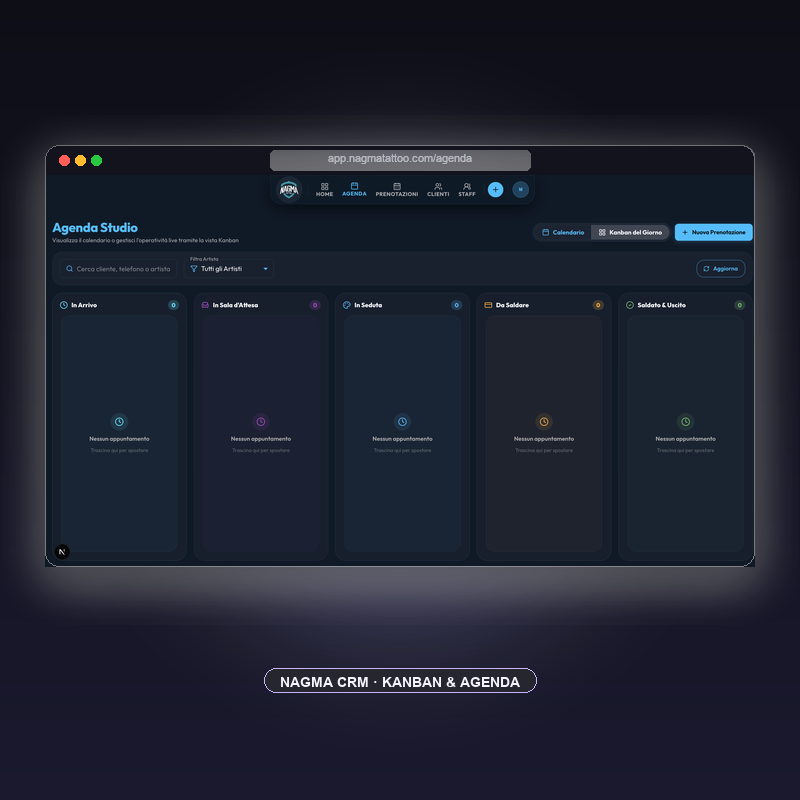 app.nagmatattoo.com/agenda
NAGMA
HOME
AGENDA
PRENOTAZIONI
CLIENTI
STAFF
M
Agenda Studio
Visualizza il calendario o gestisci l'operatività live tramite la vista Kanban
Calendario
Kanban del Giorno
Nuova Prenotazione
Cerca cliente, telefono o artista
Filtra Artista
Tutti gli Artisti
Aggiorna
In Arrivo 0
In Sala d'Attesa 0
In Seduta 0
Da Saldare 0
Saldato & Uscito 0
Nessun appuntamento
Trascina qui per spostare
Nessun appuntamento
Trascina qui per spostare
Nessun appuntamento
Trascina qui per spostare
Nessun appuntamento
Trascina qui per spostare
Nessun appuntamento
Trascina qui per spostare
N
NAGMA CRM · KANBAN & AGENDA